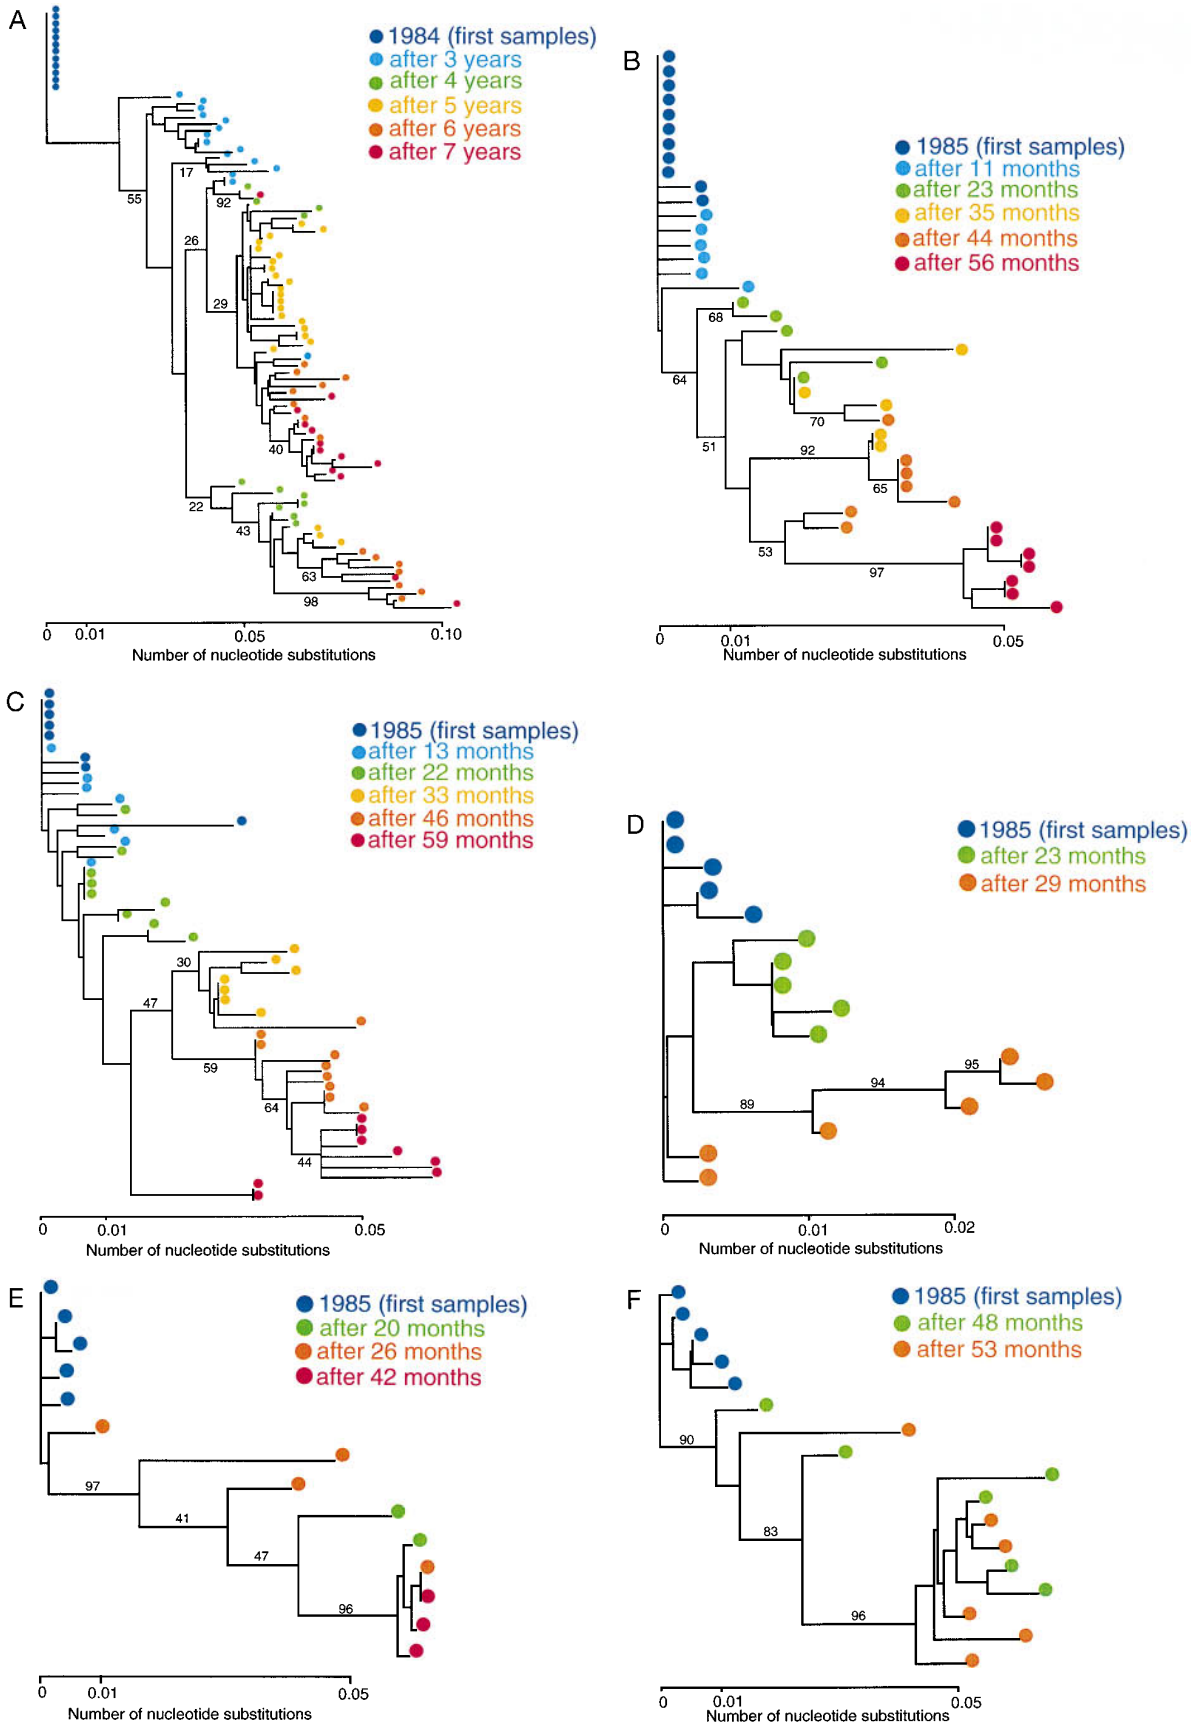 A
1984 (first samples)
after 3 years
after 4 years
after 5 years
after 6 years
after 7 years
55
17
92
26
29
40
22
43
63
98
0 0.01 0.05 0.10
Number of nucleotide substitutions
B
1985 (first samples)
after 11 months
after 23 months
after 35 months
after 44 months
after 56 months
68
64
70
51
92
65
53
97
0 0.01 0.05
Number of nucleotide substitutions
C
1985 (first samples)
after 13 months
after 22 months
after 33 months
after 46 months
after 59 months
30
47
59
64
44
0 0.01 0.05
Number of nucleotide substitutions
D
1985 (first samples)
after 23 months
after 29 months
95
94
89
0 0.01 0.02
Number of nucleotide substitutions
E
1985 (first samples)
after 20 months
after 26 months
after 42 months
97
41
47
96
0 0.01 0.05
Number of nucleotide substitutions
F
1985 (first samples)
after 48 months
after 53 months
90
83
96
0 0.01 0.05
Number of nucleotide substitutions